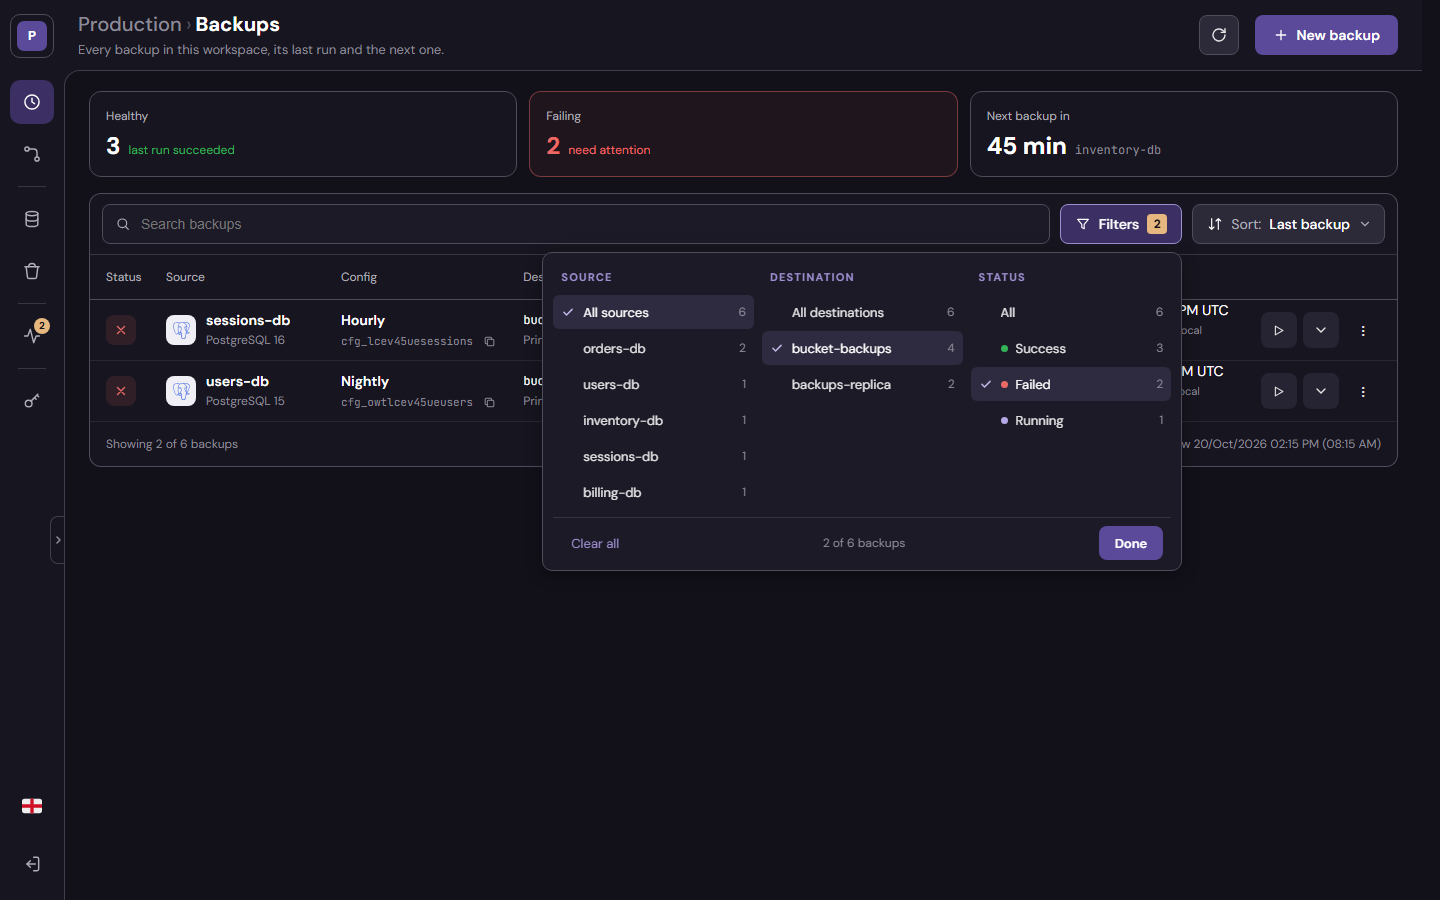 P
Production › Backups
Every backup in this workspace, its last run and the next one.
New backup
Healthy
3 last run succeeded
Failing
2 need attention
Next backup in
45 min inventory-db
Search backups
Filters 2
Sort: Last backup
Status Source Config
SOURCE
All sources 6
orders-db 2
users-db 1
inventory-db 1
sessions-db 1
billing-db 1
DESTINATION
All destinations 6
bucket-backups 4
backups-replica 2
STATUS
All 6
Success 3
Failed 2
Running 1
Clear all
2 of 6 backups
Done
sessions-db
PostgreSQL 16
Hourly
cfg_lcev45uesessions
PM UTC
users-db
PostgreSQL 15
Nightly
cfg_owtlcev45ueusers
UTC
Showing 2 of 6 backups
20/Oct/2026 02:15 PM (08:15 AM)
2